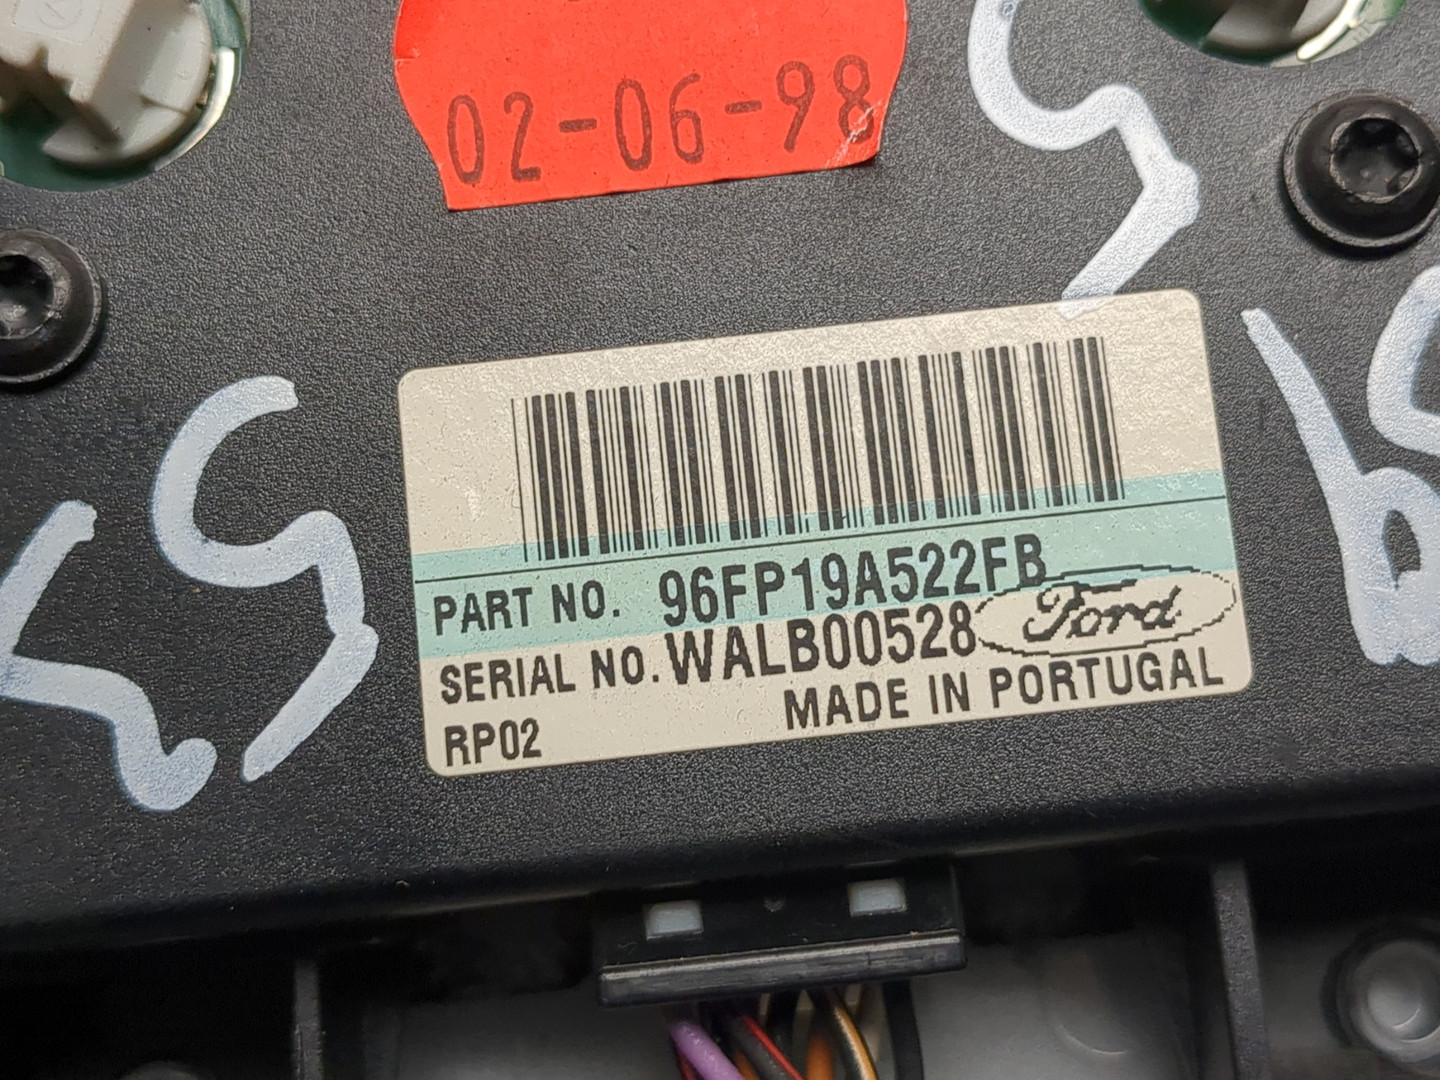 02-06-98
PART NO. 96FP19A522FB
SERIAL NO. WALB00528 Ford
RP02 MADE IN PORTUGAL